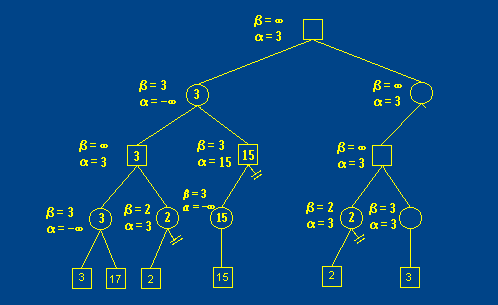 β = ∞
α = 3
β = 3
α = -∞
3
β = ∞
α = 3
β = ∞
α = 3
3
β = 3
α = 15
15
β = ∞
α = 3
β = 3
α = -∞
3
β = 2
α = 3
2
β = 3
α = -∞
15
β = 2
α = 3
2
β = 3
α = 3
3
17
2
15
2
3